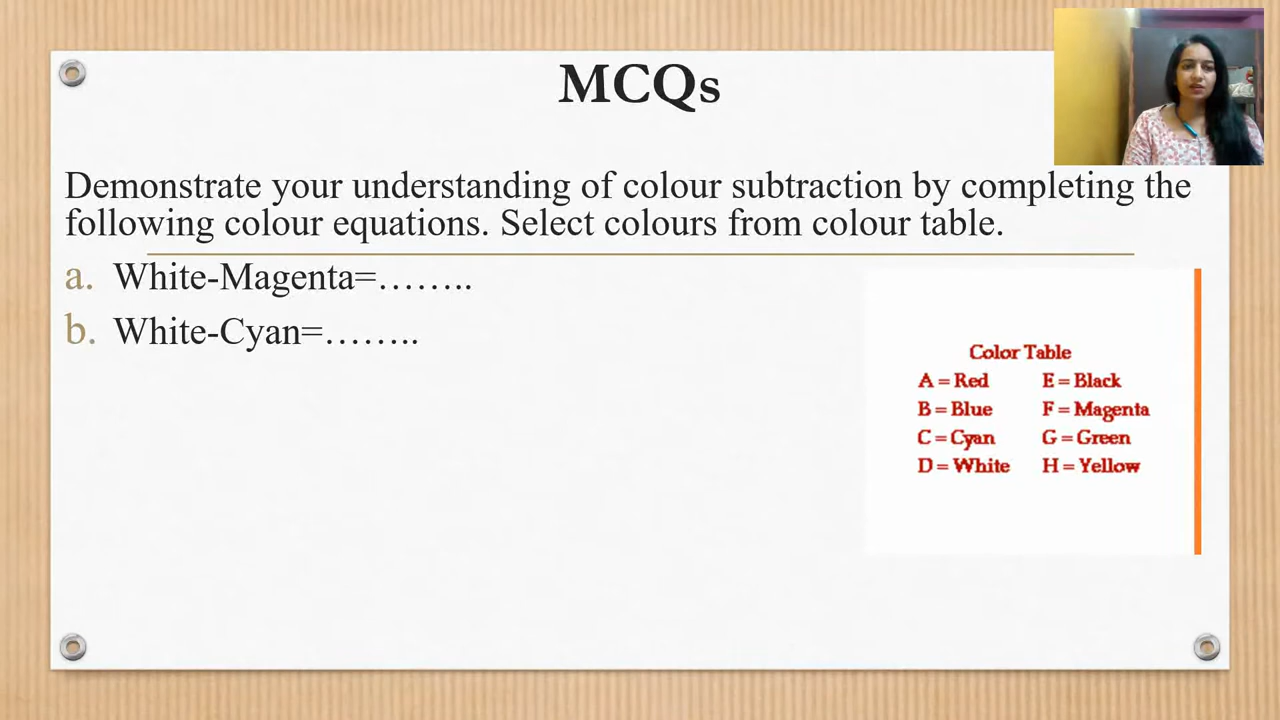 MCQs
Demonstrate your understanding of colour subtraction by completing the
following colour equations. Select colours from colour table.
a. White-Magenta=……..
b. White-Cyan=……..
Color Table
A = Red E = Black
B = Blue F = Magenta
C = Cyan G = Green
D = White H = Yellow